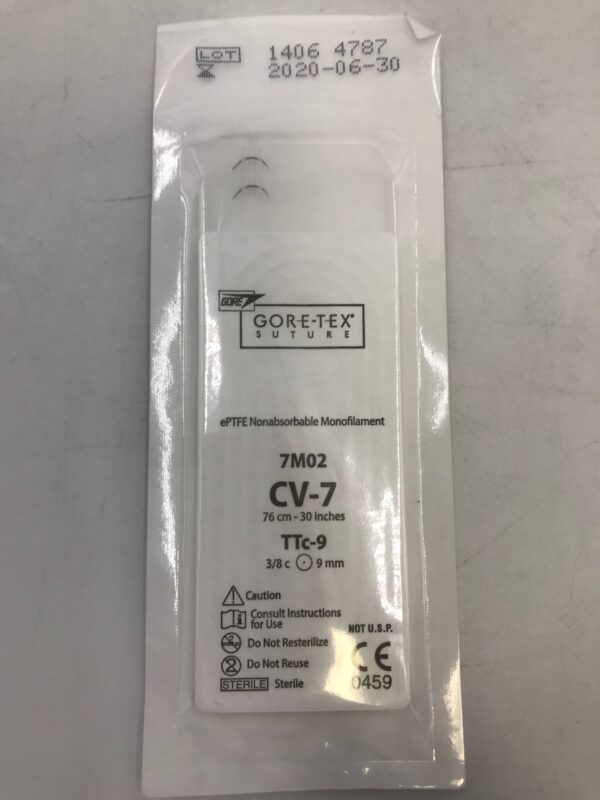 LOT 1406 4787
2020-06-30
GORE
GORE-TEX®
SUTURE
ePTFE Nonabsorbable Monofilament
7M02
CV-7
76 cm - 30 inches
TTc-9
3/8 c 9 mm
Caution
Consult Instructions
for Use
NOT U.S.P.
Do Not Resterilize
Do Not Reuse
CE
STERILE Sterile
0459